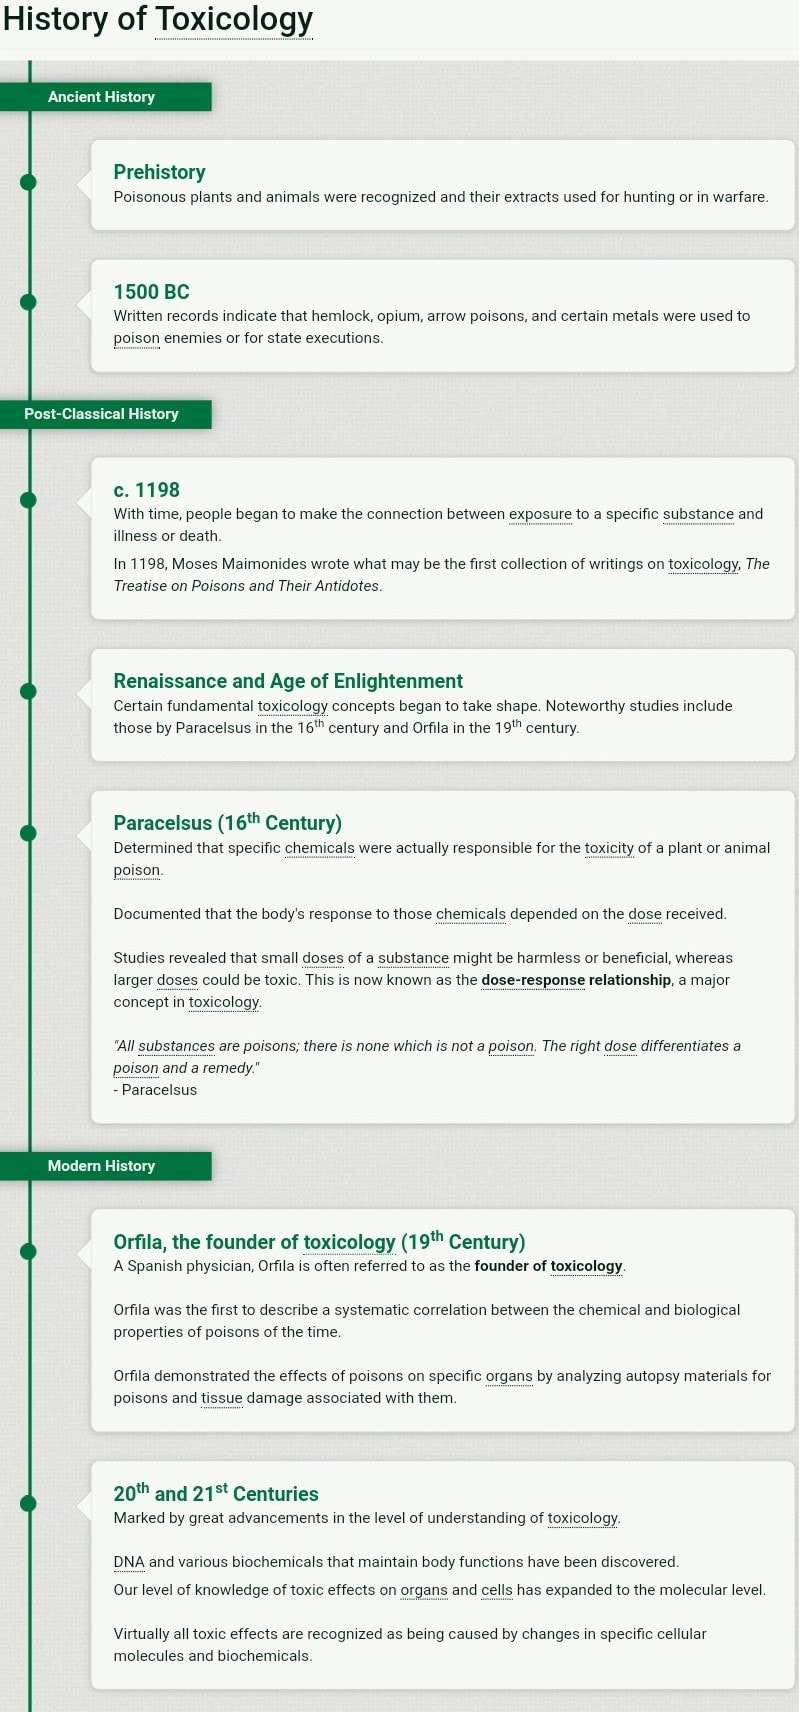 History of Toxicology
Ancient History
Prehistory
Poisonous plants and animals were recognized and their extracts used for hunting or in warfare.
1500 BC
Written records indicate that hemlock, opium, arrow poisons, and certain metals were used to
poison enemies or for state executions.
Post-Classical History
c. 1198
With time, people began to make the connection between exposure to a specific substance and
illness or death.
In 1198, Moses Maimonides wrote what may be the first collection of writings on toxicology, The
Treatise on Poisons and Their Antidotes.
Renaissance and Age of Enlightenment
Certain fundamental toxicology concepts began to take shape. Noteworthy studies include
those by Paracelsus in the 16th century and Orfila in the 19th century.
Paracelsus (16th Century)
Determined that specific chemicals were actually responsible for the toxicity of a plant or animal
poison.
Documented that the body's response to those chemicals depended on the dose received.
Studies revealed that small doses of a substance might be harmless or beneficial, whereas
larger doses could be toxic. This is now known as the dose-response relationship, a major
concept in toxicology.
"All substances are poisons; there is none which is not a poison. The right dose differentiates a
poison and a remedy."
- Paracelsus
Modern History
Orfila, the founder of toxicology (19th Century)
A Spanish physician, Orfila is often referred to as the founder of toxicology.
Orfila was the first to describe a systematic correlation between the chemical and biological
properties of poisons of the time.
Orfila demonstrated the effects of poisons on specific organs by analyzing autopsy materials for
poisons and tissue damage associated with them.
20th and 21st Centuries
Marked by great advancements in the level of understanding of toxicology.
DNA and various biochemicals that maintain body functions have been discovered.
Our level of knowledge of toxic effects on organs and cells has expanded to the molecular level.
Virtually all toxic effects are recognized as being caused by changes in specific cellular
molecules and biochemicals.